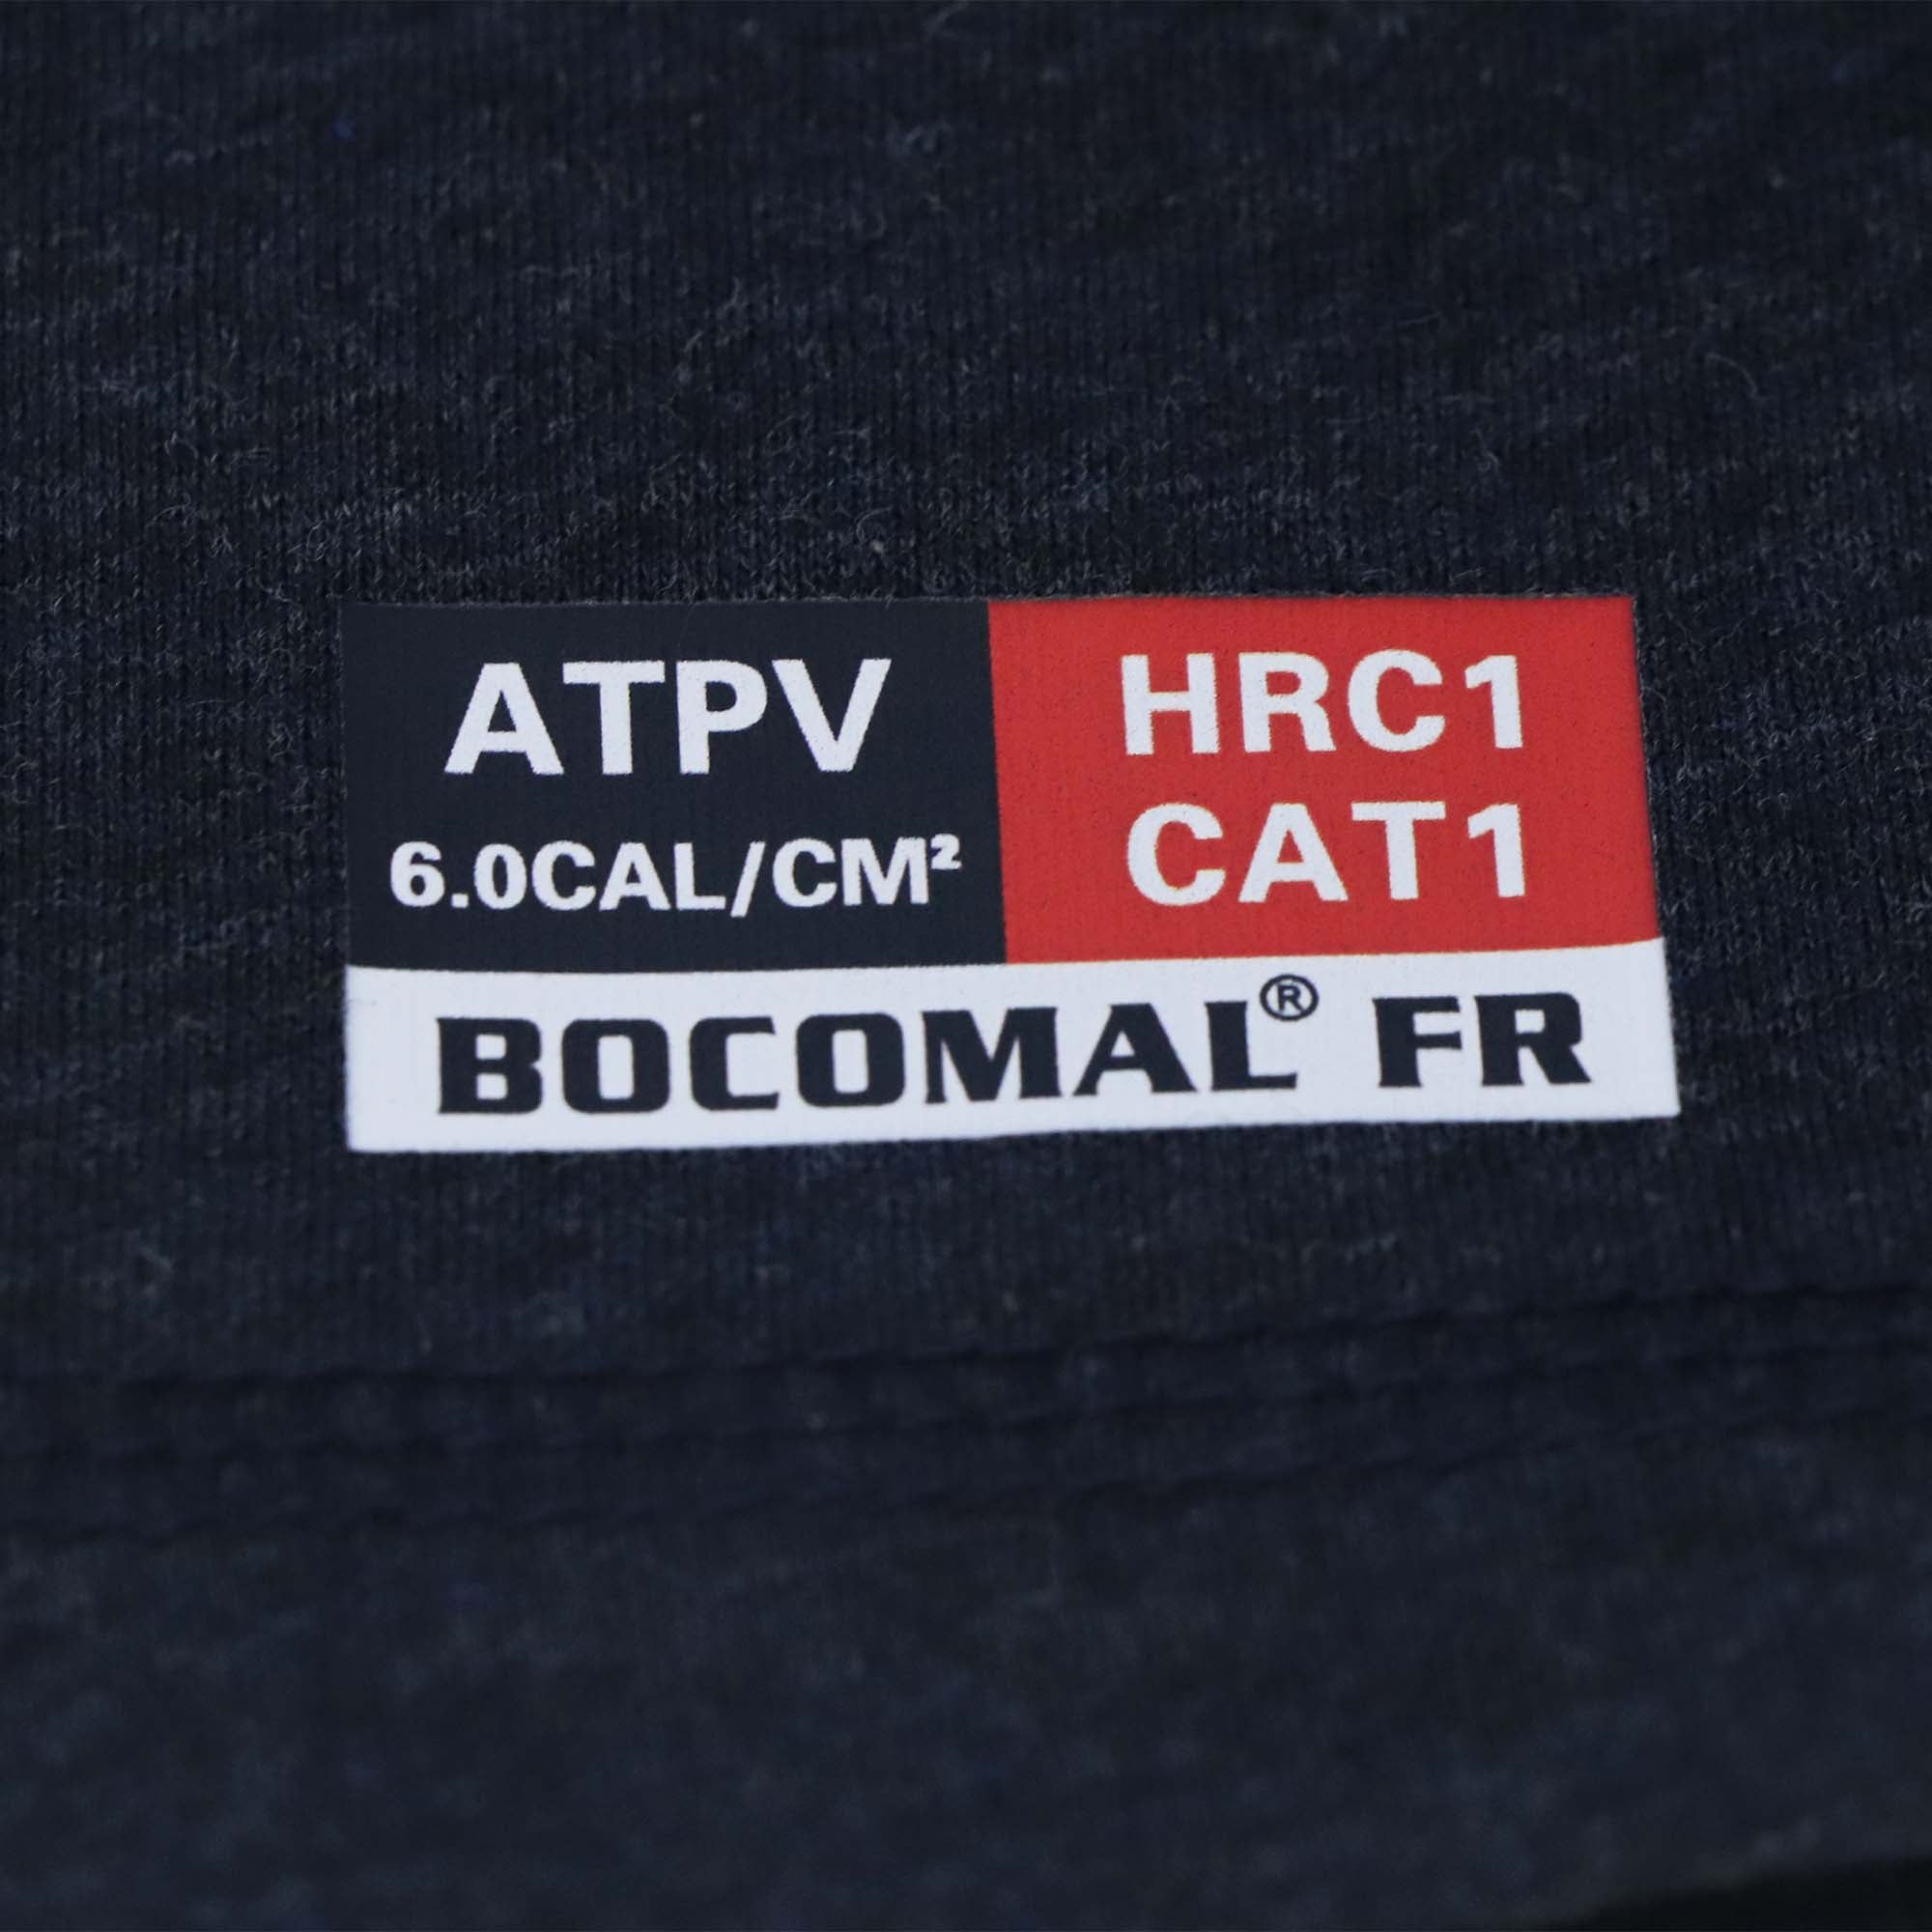 ATPV
6.0CAL/CM²
HRC1
CAT1
BOCOMAL® FR